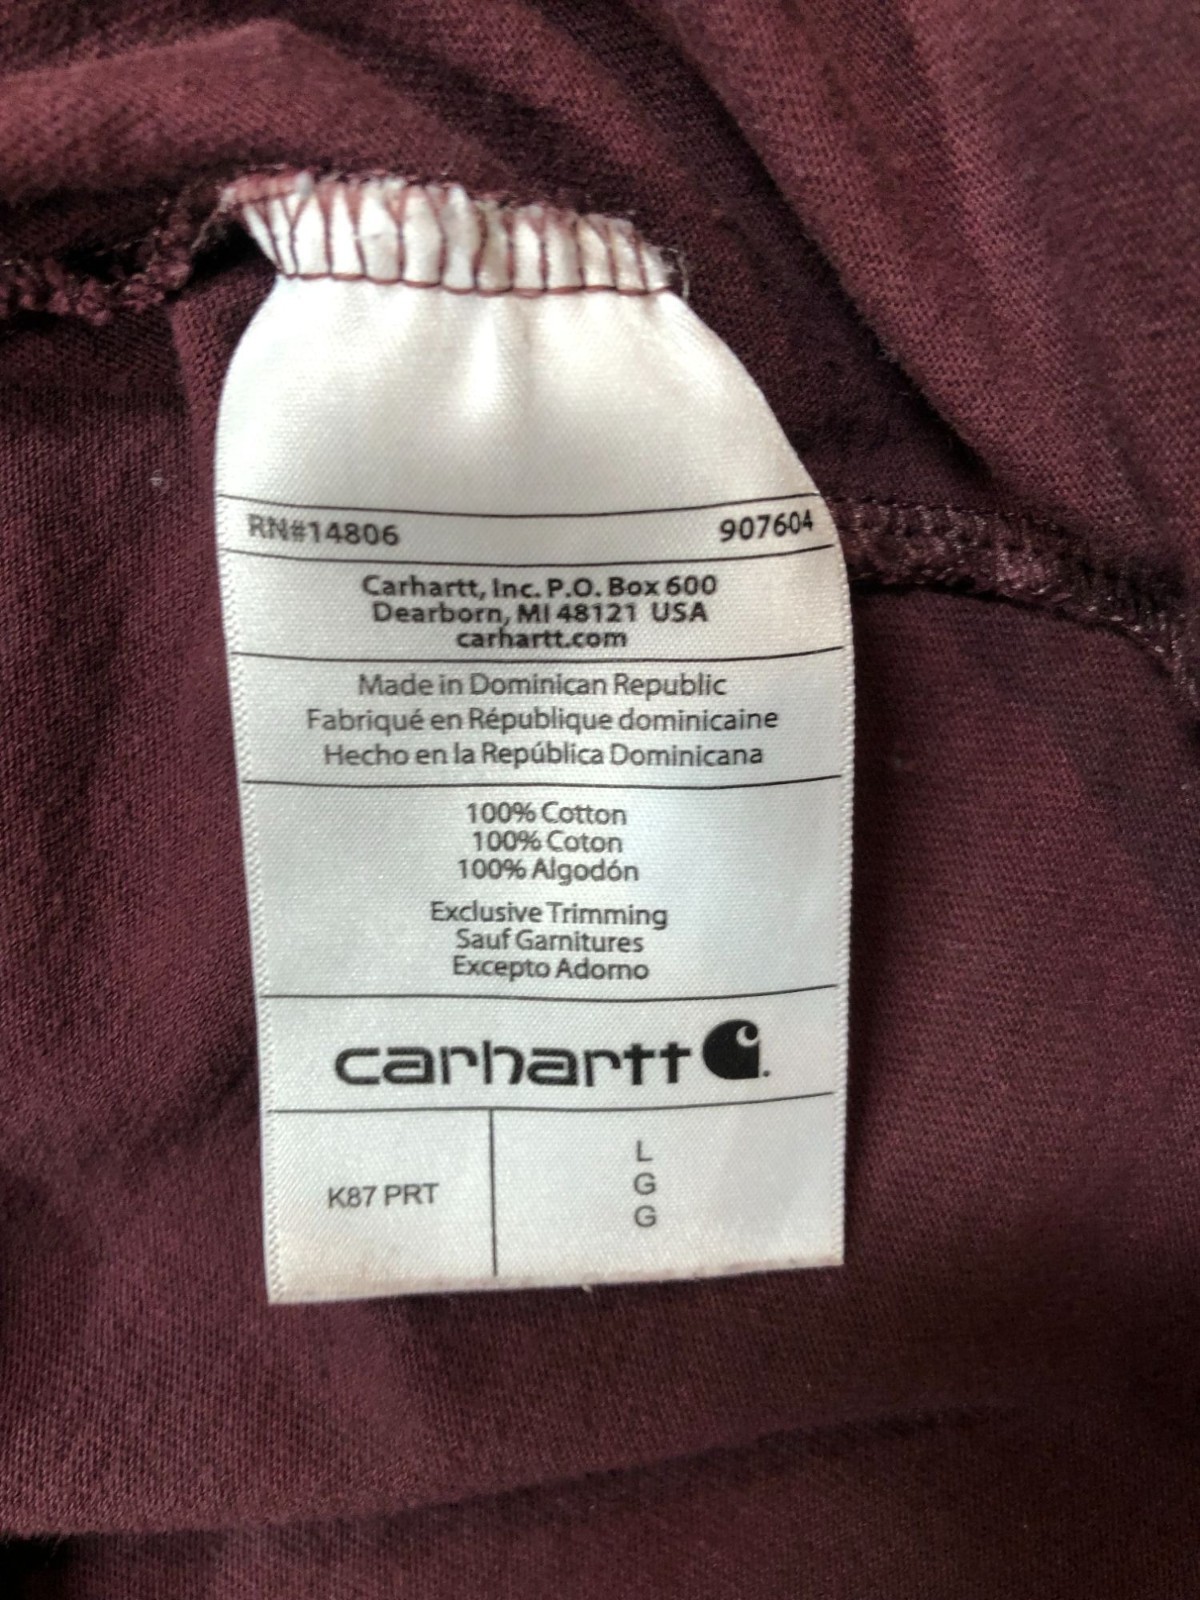 RN#14806 907604
Carhartt, Inc. P.O. Box 600
Dearborn, MI 48121 USA
carhartt.com
Made in Dominican Republic
Fabriqué en République dominicaine
Hecho en la República Dominicana
100% Cotton
100% Coton
100% Algodón
Exclusive Trimming
Sauf Garnitures
Excepto Adorno
carhartt
K87 PRT
L
G
G